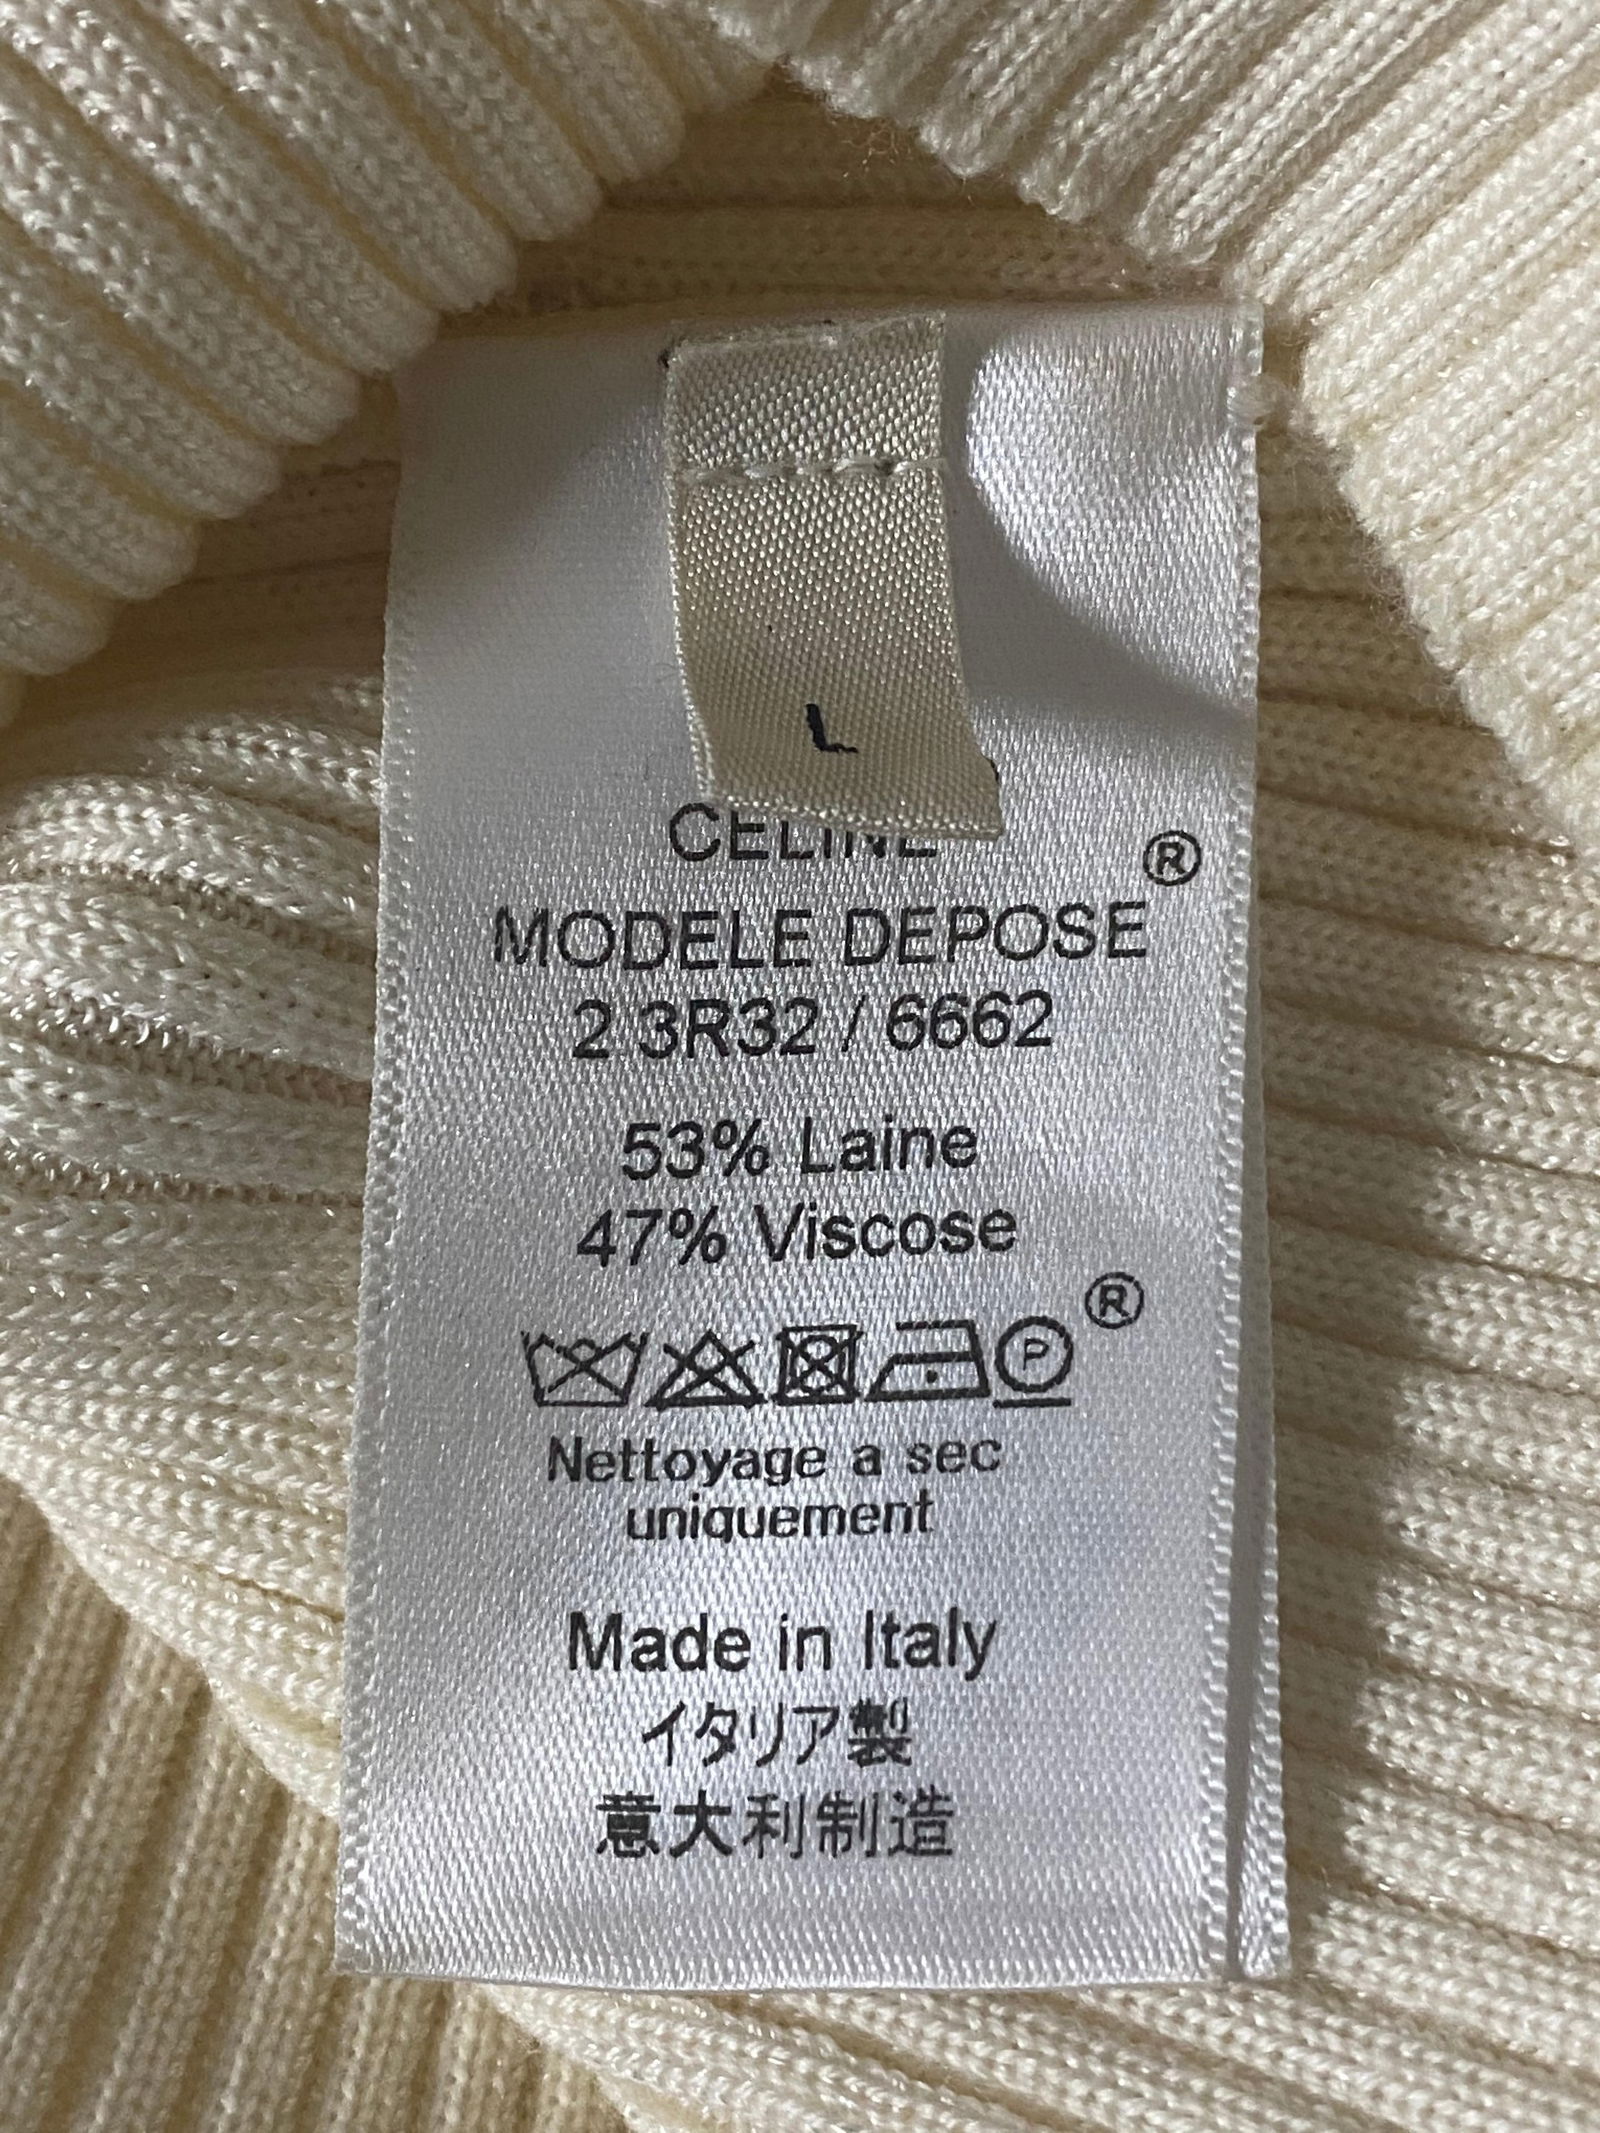 L
CELINE
®
MODELE DEPOSE
2 3R32 / 6662
53% Laine
47% Viscose
®
P
Nettoyage a sec
uniquement
Made in Italy
イタリア製
意大利制造